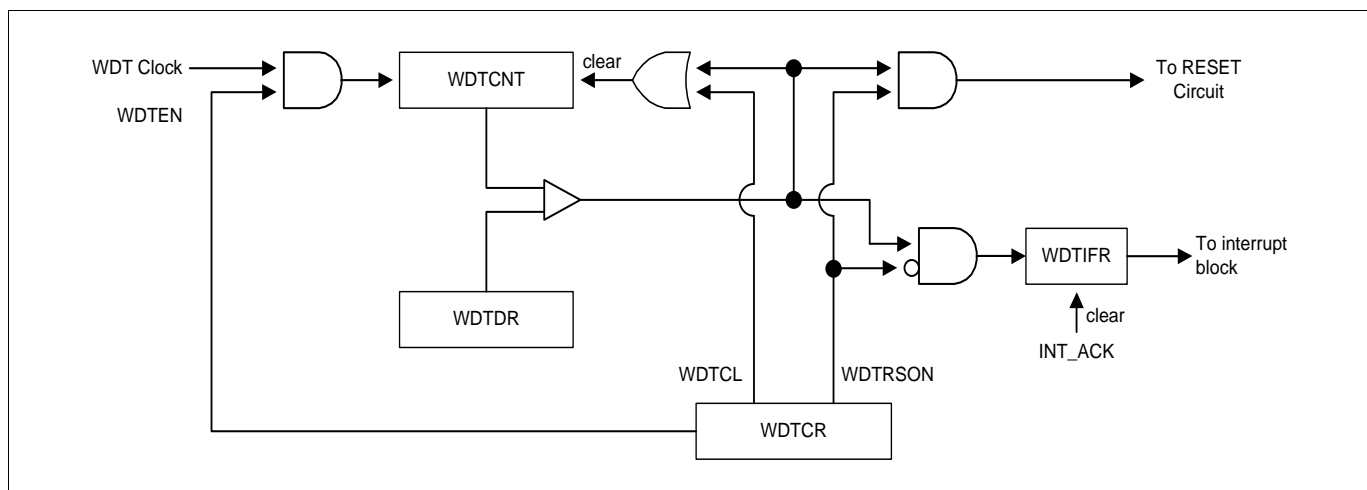 WDT Clock
WDTEN
WDTCNT
clear
To RESET
Circuit
WDTDR
WDTIFR
To interrupt
block
clear
INT_ACK
WDTCL
WDTRSON
WDTCR